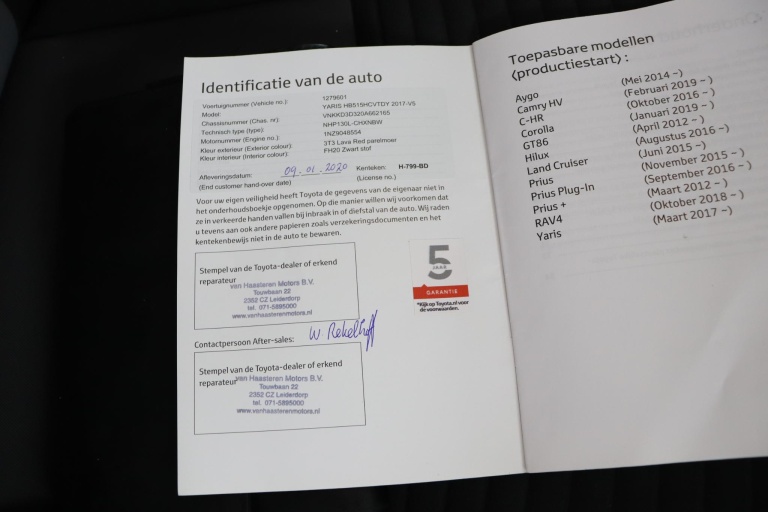 Identificatie van de auto
Voertuignummer (Vehicle no.): 1279601
Model: YARIS HB515HCVTDY 2017-V5
Chassisnummer (Chas. nr): VNKKD3D320A662165
Technisch type (type): NHP130L-CHXNBW
Motornummer (Engine no.): 1NZ9048554
Kleur exterieur (Exterior colour): 3T3 Lava Red parelmoer
Kleur interieur (Interior colour): FH20 Zwart stof
Afleveringsdatum: 09.01.2020 Kenteken: H-799-BD
(End customer hand-over date) (License no.)
Voor uw eigen veiligheid heeft Toyota de gegevens van de eigenaar niet in
het onderhoudsboekje opgenomen. Op die manier willen wij voorkomen dat
ze in verkeerde handen vallen bij inbraak in of diefstal van de auto. Wij raden
u tevens aan ook andere papieren zoals verzekeringsdocumenten en het
kentekenbewijs niet in de auto te bewaren.
Stempel van de Toyota-dealer of erkend
reparateur
van Haasteren Motors B.V.
Touwbaan 22
2352 CZ Leiderdorp
tel. 071-5895000
www.vanhaasterenmotors.nl
5
JAAR
GARANTIE
*Kijk op Toyota.nl voor
de voorwaarden.
Contactpersoon After-sales: W Rekelhoff
Stempel van de Toyota-dealer of erkend
reparateur
van Haasteren Motors B.V.
Touwbaan 22
2352 CZ Leiderdorp
tel. 071-5895000
www.vanhaasterenmotors.nl
Toepasbare modellen
(productiestart) :
Aygo (Mei 2014 –)
Camry HV (Februari 2019 – )
C-HR (Oktober 2016 – )
Corolla (Januari 2019 – )
GT86 (April 2012 – )
Hilux (Augustus 2016 –)
Land Cruiser (Juni 2015 –)
Prius (November 2015 – )
Prius Plug-In (September 2016 – )
Prius + (Maart 2012 – )
RAV4 (Oktober 2018 – )
Yaris (Maart 2017 –)